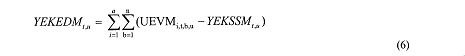 YEKEDM_{t,u} = \sum_{i=1}^{a} \sum_{b=1}^{n} (UEVM_{i,t,b,u} - YEKSSM_{t,u})
(6)